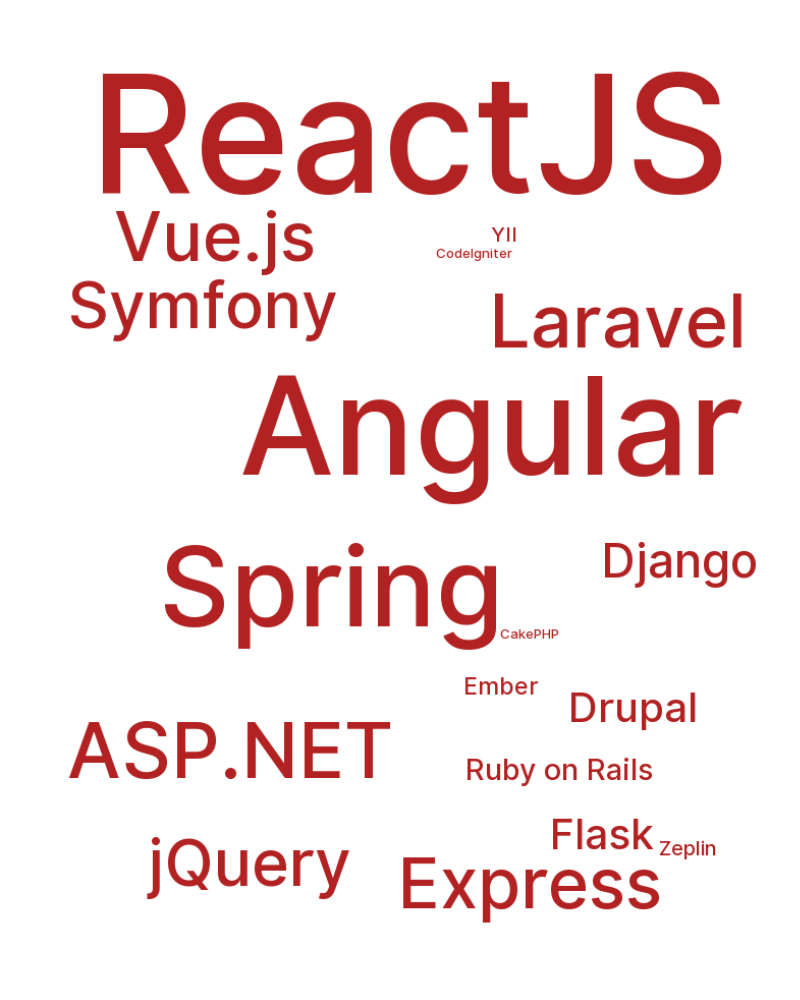 ReactJS
Vue.js
YII
CodeIgniter
Symfony
Laravel
Angular
Spring
Django
CakePHP
Ember
Drupal
ASP.NET
Ruby on Rails
Flask
Zeplin
jQuery
Express